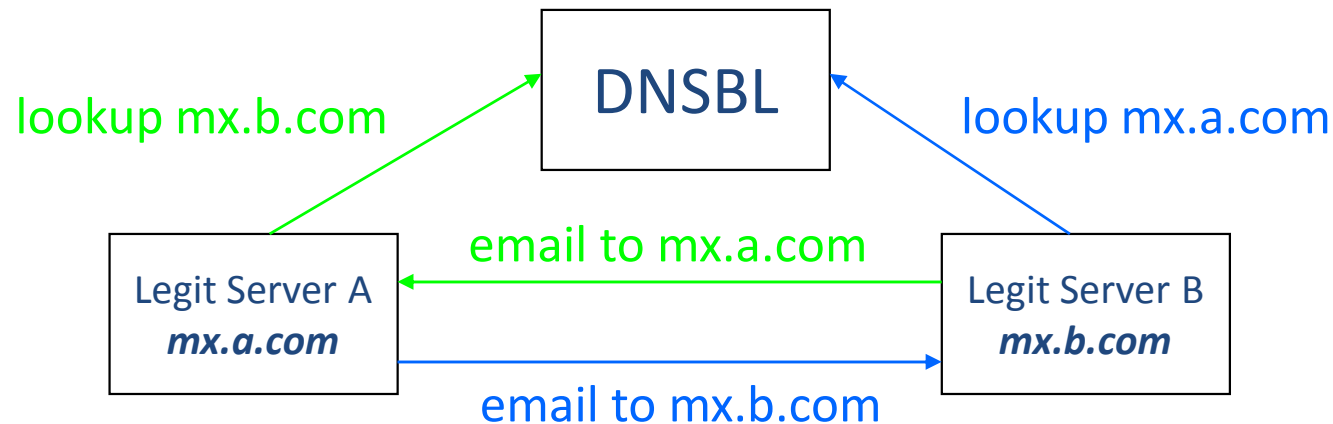 DNSBL
lookup mx.b.com
lookup mx.a.com
email to mx.a.com
Legit Server A
mx.a.com
Legit Server B
mx.b.com
email to mx.b.com